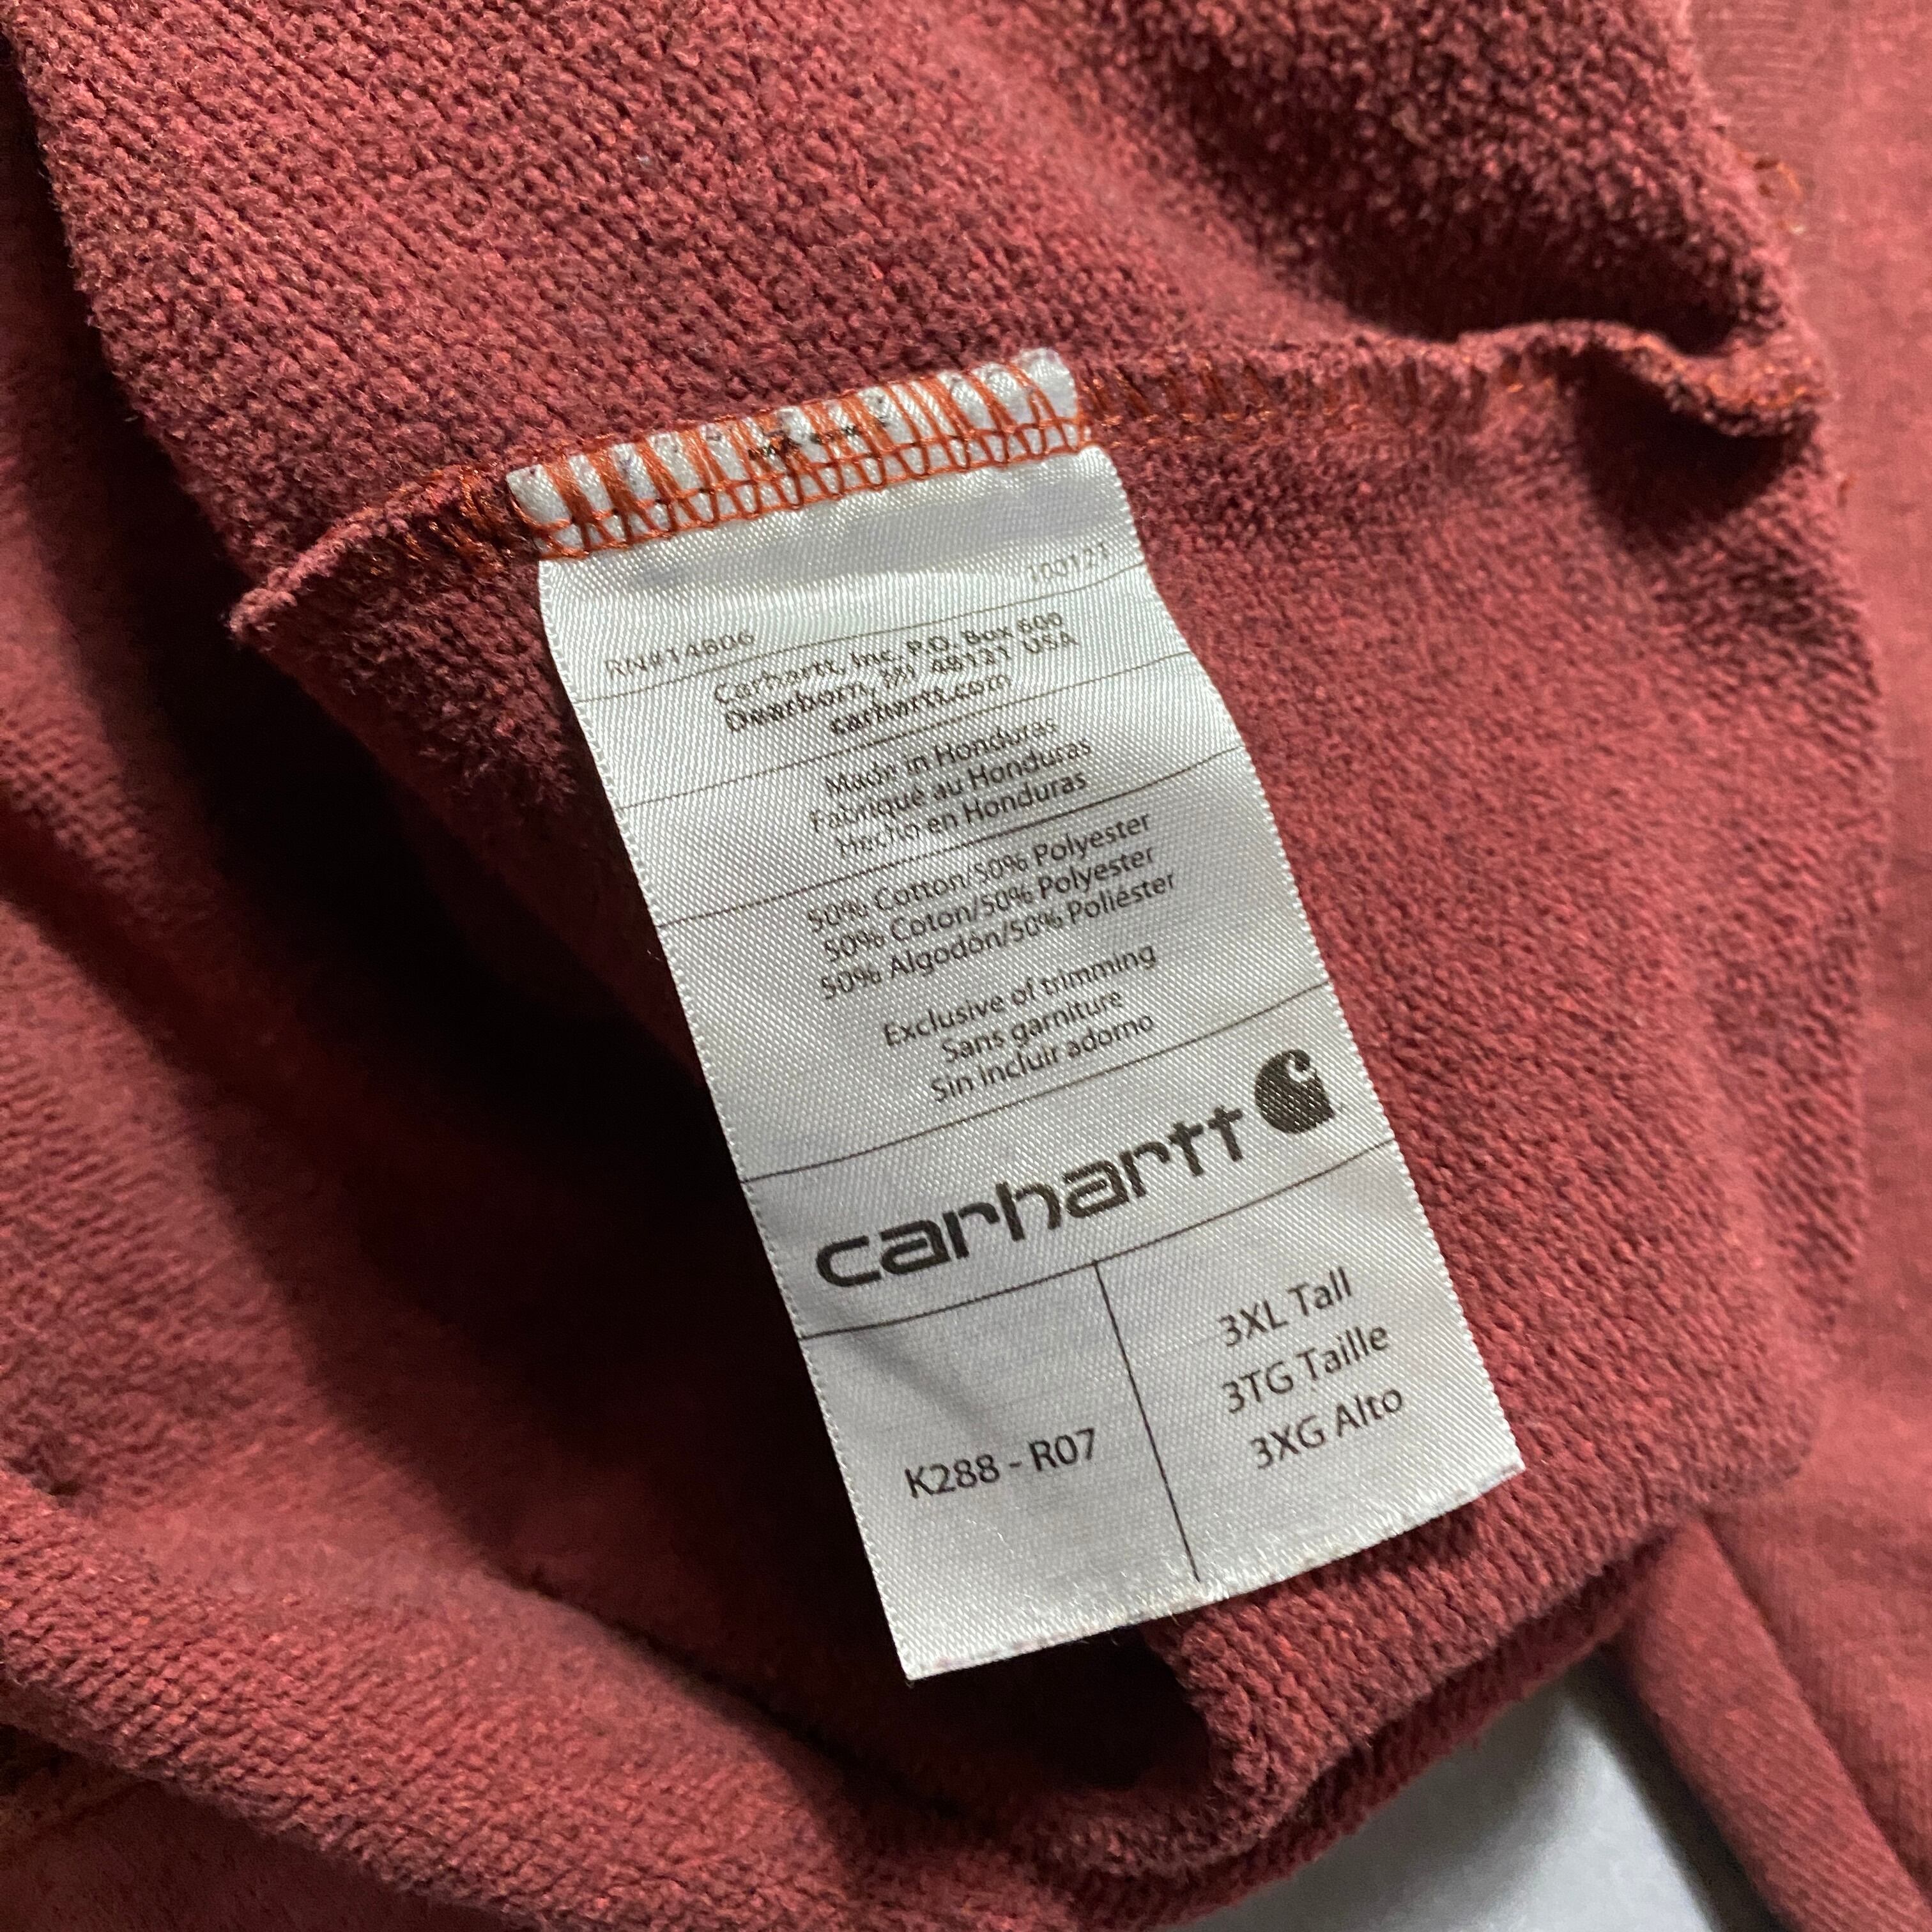 RN#14806 100121
Carhartt, Inc. P.O. Box 600
Dearborn, MI 48121 USA
carhartt.com
Made in Honduras
Fabriqué au Honduras
Hecho en Honduras
50% Cotton/50% Polyester
50% Coton/50% Polyester
50% Algodón/50% Poliéster
Exclusive of trimming
Sans garniture
Sin incluir adorno
carhartt
K288 - R07
3XL Tall
3TG Taille
3XG Alto